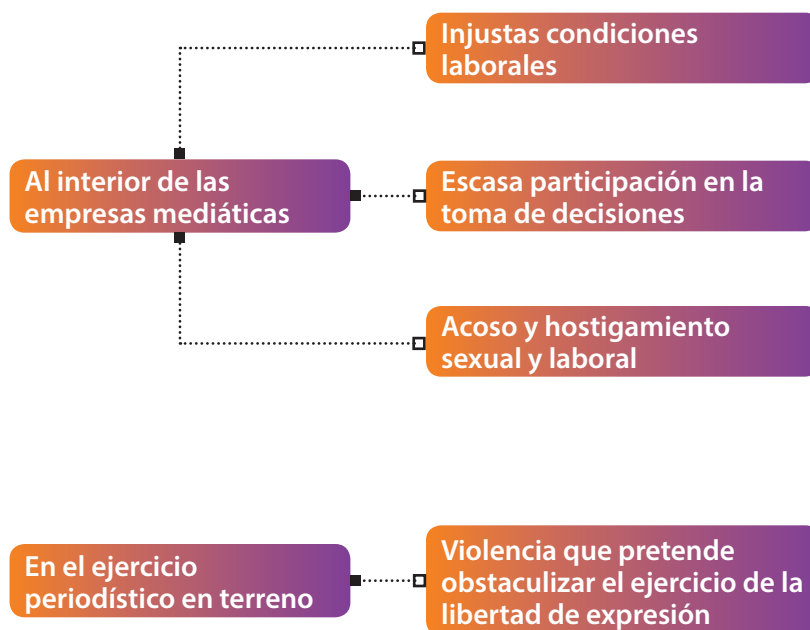 Injustas condiciones
laborales
Al interior de las
empresas mediáticas
Escasa participación en la
toma de decisiones
Acoso y hostigamiento
sexual y laboral
En el ejercicio
periodístico en terreno
Violencia que pretende
obstaculizar el ejercicio de la
libertad de expresión